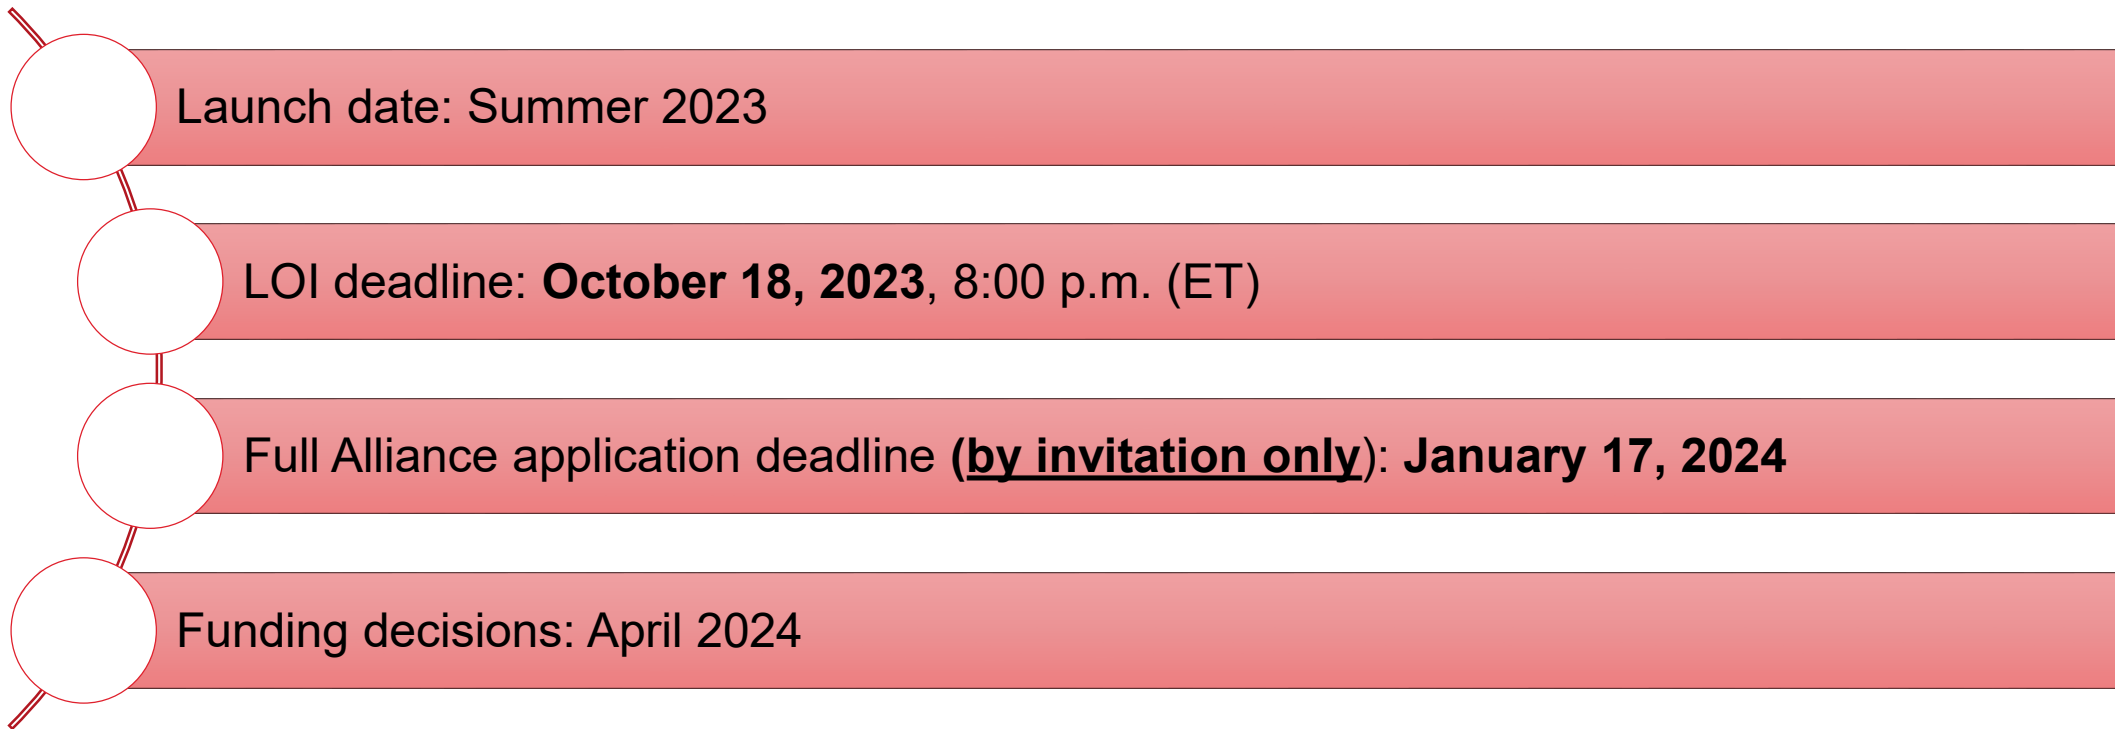 Launch date: Summer 2023
LOI deadline: October 18, 2023, 8:00 p.m. (ET)
Full Alliance application deadline (by invitation only): January 17, 2024
Funding decisions: April 2024